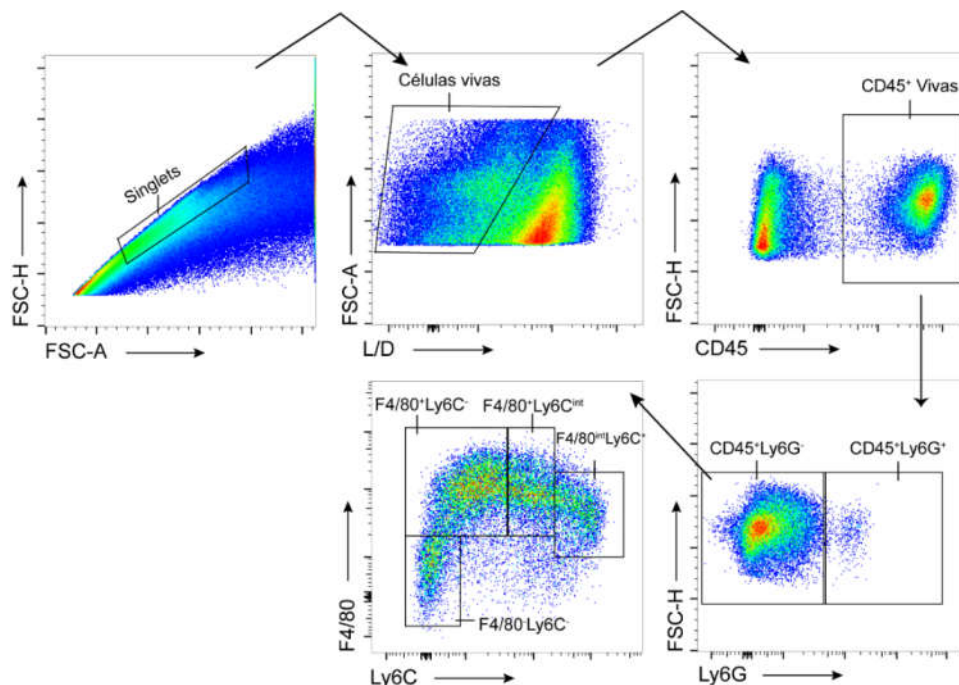 Singlets
FSC-H
FSC-A
Células vivas
FSC-A
L/D
CD45⁺ Vivas
FSC-H
CD45
F4/80⁺Ly6C⁻
F4/80⁺Ly6Cⁱⁿᵗ
F4/80ⁱⁿᵗLy6C⁺
F4/80⁻Ly6C⁻
F4/80
Ly6C
CD45⁺Ly6G⁻
CD45⁺Ly6G⁺
FSC-H
Ly6G